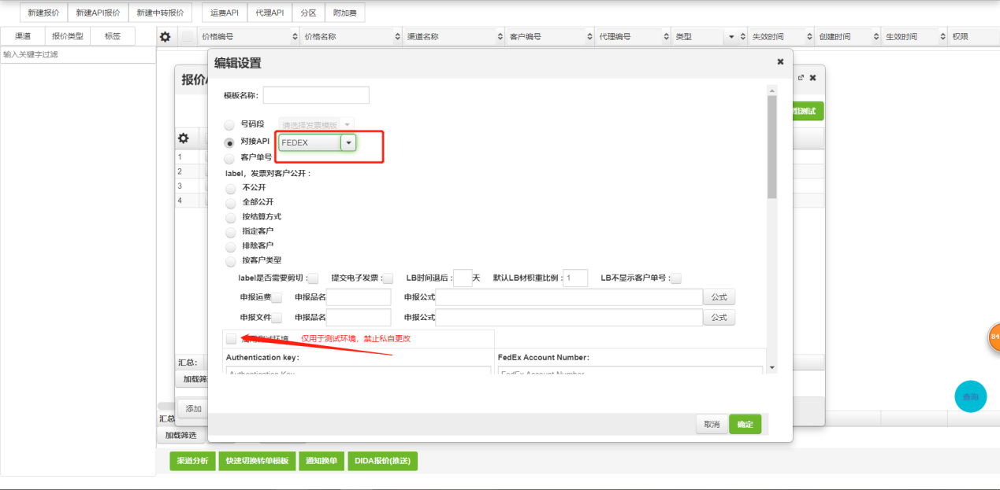 新建报价 新建API报价 新建中转报价 运费API 代理API 分区 附加费
渠道 报价类型 标签 价格编号 价格名称 渠道名称 客户编号 代理编号 类型 失效时间 创建时间 生效时间 权限
输入关键字过滤
编辑设置
报价
模板名称:
测试
号码段 请选择发票模版
对接API FEDEX
1 客户单号
2 label，发票对客户公开：
3 不公开
4 全部公开
按结算方式
指定客户
排除客户
按客户类型
label是否需要剪切： 提交电子发票： LB时间退后： 天 默认LB材积重比例： 1 LB不显示客户单号：
申报运费 申报品名 申报公式 公式
申报文件 申报品名 申报公式 公式
测试环境 仅用于测试环境，禁止私自更改
84
Authentication key: FedEx Account Number:
汇总:
Authentication Key FedEx Account Number
加载筛
查询
添加
汇总
取消 确定
加载筛选
渠道分析 快速切换转单模板 通知换单 DIDA报价(推送)